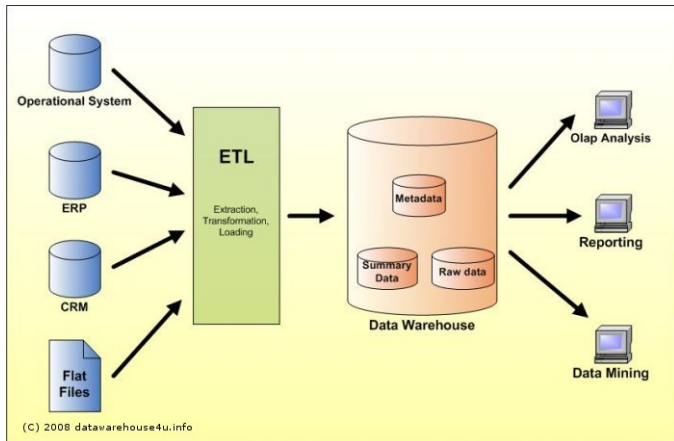 Operational System
ERP
CRM
Flat
Files
ETL
Extraction,
Transformation,
Loading
Metadata
Summary
Data
Raw data
Data Warehouse
Olap Analysis
Reporting
Data Mining
(C) 2008 datawarehouse4u.info